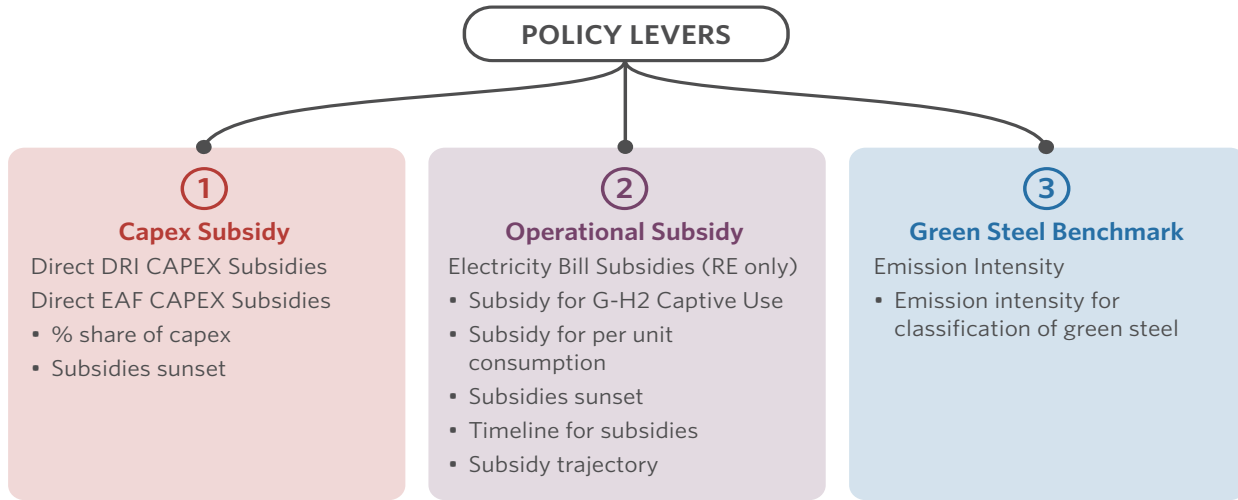 POLICY LEVERS
1
Capex Subsidy
Direct DRI CAPEX Subsidies
Direct EAF CAPEX Subsidies
▪ % share of capex
▪ Subsidies sunset
2
Operational Subsidy
Electricity Bill Subsidies (RE only)
▪ Subsidy for G-H2 Captive Use
▪ Subsidy for per unit
consumption
▪ Subsidies sunset
▪ Timeline for subsidies
▪ Subsidy trajectory
3
Green Steel Benchmark
Emission Intensity
▪ Emission intensity for
classification of green steel